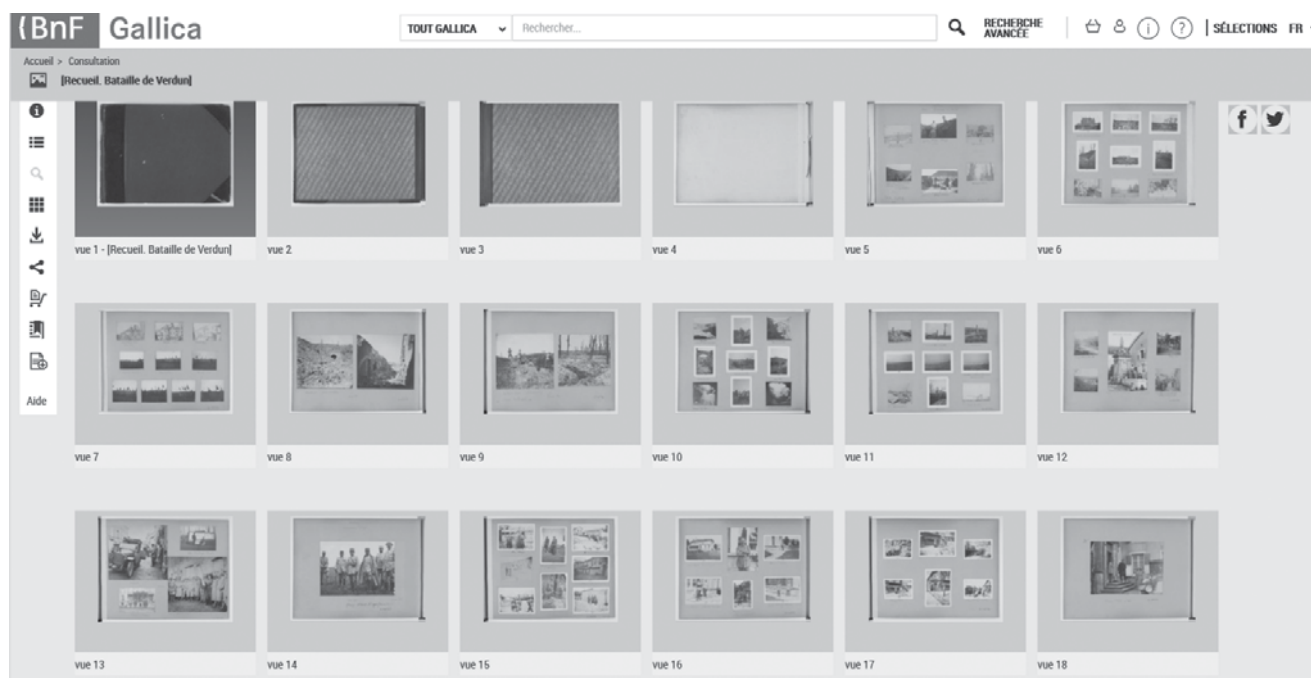 {BnF Gallica
TOUT GALLICA Rechercher... RECHERCHE AVANCÉE SÉLECTIONS FR
Accueil > Consultation
[Recueil. Bataille de Verdun]
vue 1 - [Recueil. Bataille de Verdun] vue 2 vue 3 vue 4 vue 5 vue 6
Aide
vue 7 vue 8 vue 9 vue 10 vue 11 vue 12
vue 13 vue 14 vue 15 vue 16 vue 17 vue 18